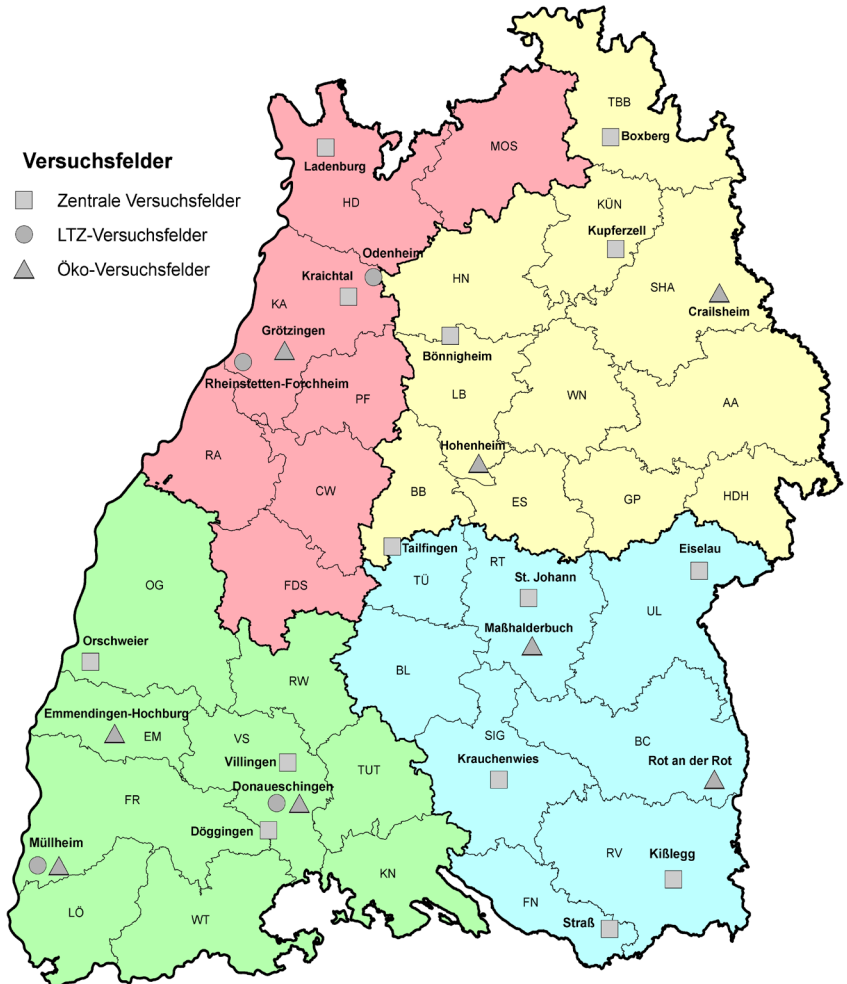 Versuchsfelder
Zentrale Versuchsfelder
LTZ-Versuchsfelder
Öko-Versuchsfelder
TBB
Boxberg
MOS
Ladenburg
HD
KÜN
Kupferzell
Odenheim
Kraichtal
HN
SHA
KA
Crailsheim
Grötzingen
Bönnigheim
Rheinstetten-Forchheim
PF
LB
WN
AA
Hohenheim
RA
CW
BB
ES
GP
HDH
Tailfingen
Eiselau
RT
St. Johann
TÜ
OG
FDS
UL
Maßhalderbuch
Orschweier
BL
RW
Emmendingen-Hochburg
EM
VS
SIG
BC
Villingen
Krauchenwies
Rot an der Rot
TUT
Donaueschingen
FR
Döggingen
Müllheim
RV
Kißlegg
KN
FN
LÖ
WT
Straß